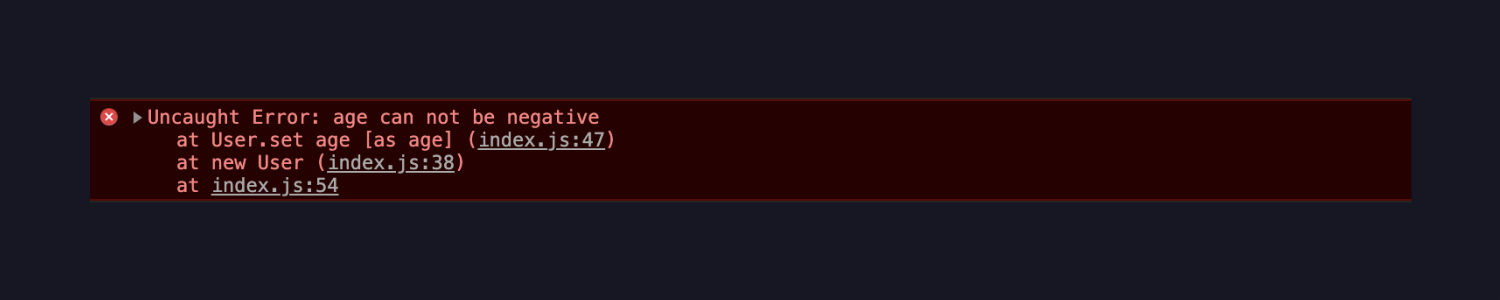 Uncaught Error: age can not be negative
at User.set age [as age] (index.js:47)
at new User (index.js:38)
at index.js:54